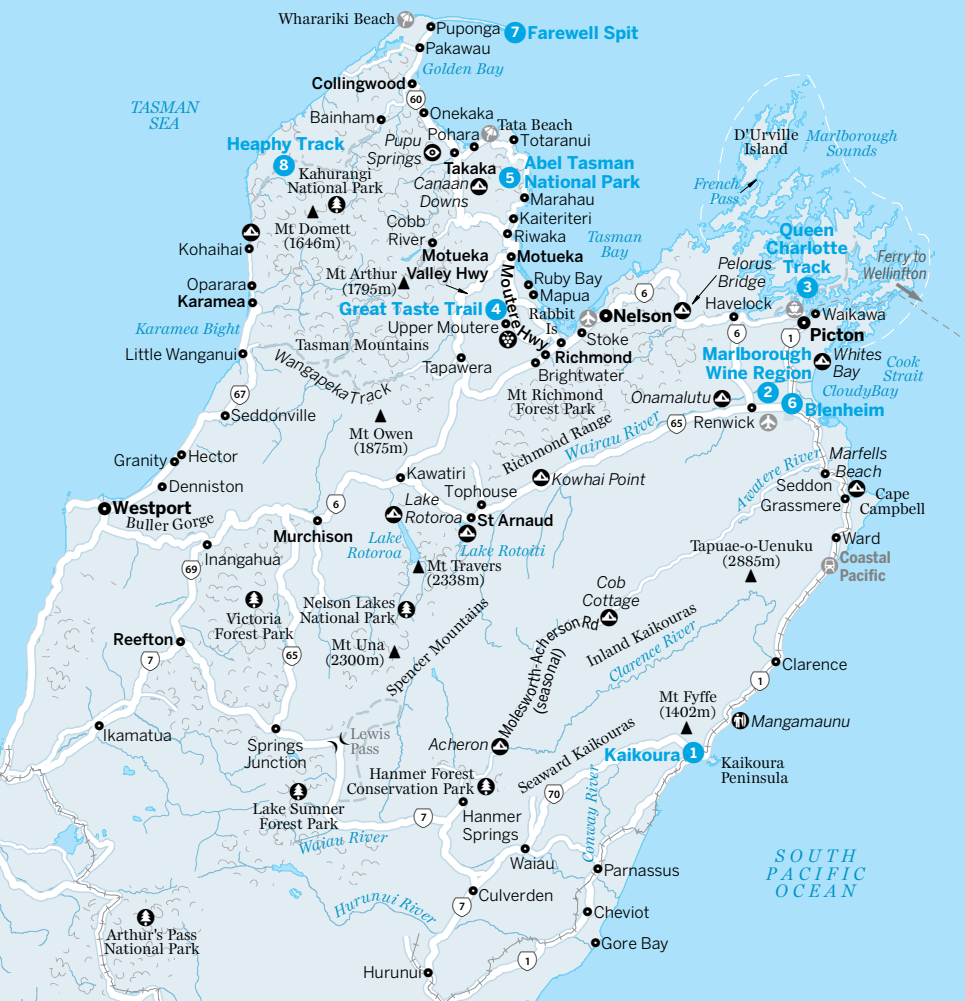 Wharariki Beach
Puponga
7 Farewell Spit
Pakawau
Golden Bay
Collingwood
60
TASMAN
SEA
Onekaka
Bainham
Tata Beach
Pohara
Totaranui
D'Urville
Island
Marlborough
Sounds
Heaphy Track
8
Pupu
Springs
Takaka
5
Abel Tasman
National Park
Kahurangi
National Park
Canaan
Downs
French
Pass
Marahau
Mt Domett
(1646m)
Cobb
River
Kaiteriteri
Riwaka
Tasman
Bay
Queen
Charlotte
Track
3
Kohaihai
Motueka
Valley Hwy
Motueka
Ferry to
Wellinfton
Pelorus
Bridge
Oparara
Mt Arthur
(1795m)
Ruby Bay
Mapua
6
Karamea
Moutere Hwy
Great Taste Trail 4
Rabbit
Is
Nelson
Havelock
Waikawa
Karamea Bight
Upper Moutere
Stoke
6
1
Picton
Tasman Mountains
Little Wanganui
Richmond
Marlborough
Wine Region
2
Whites
Bay
Cook
Strait
Wangapeka Track
Tapawera
Brightwater
CloudyBay
67
Mt Richmond
Forest Park
Onamalutu
6
Blenheim
Seddonville
Renwick
65
Mt Owen
(1875m)
Richmond Range
Wairau River
Hector
Granity
Marfells
Beach
Awatere River
Kawatiri
Kowhai Point
Denniston
Tophouse
Seddon
Westport
6
Lake
Rotoroa
St Arnaud
Grassmere
Cape
Campbell
Buller Gorge
Murchison
Lake
Rotoroa
Lake Rotoiti
Ward
Inangahua
Tapuae-o-Uenuku
(2885m)
Coastal
Pacific
69
Mt Travers
(2338m)
Cob
Cottage
Victoria
Forest Park
Nelson Lakes
National Park
Reefton
Mt Una
(2300m)
Spencer Mountains
Molesworth-Acherson Rd
(seasonal)
Inland Kaikouras
Clarence River
7
65
Clarence
1
Mt Fyffe
(1402m)
Mangamaunu
Ikamatua
Springs
Junction
Lewis
Pass
Acheron
Seaward Kaikouras
Kaikoura 1
Kaikoura
Peninsula
Hanmer Forest
Conservation Park
70
Lake Sumner
Forest Park
7
Hanmer
Springs
Conway River
Waiau River
Waiau
SOUTH
PACIFIC
OCEAN
Parnassus
Culverden
Hurunui River
7
Cheviot
Arthur's Pass
National Park
Gore Bay
1
Hurunui